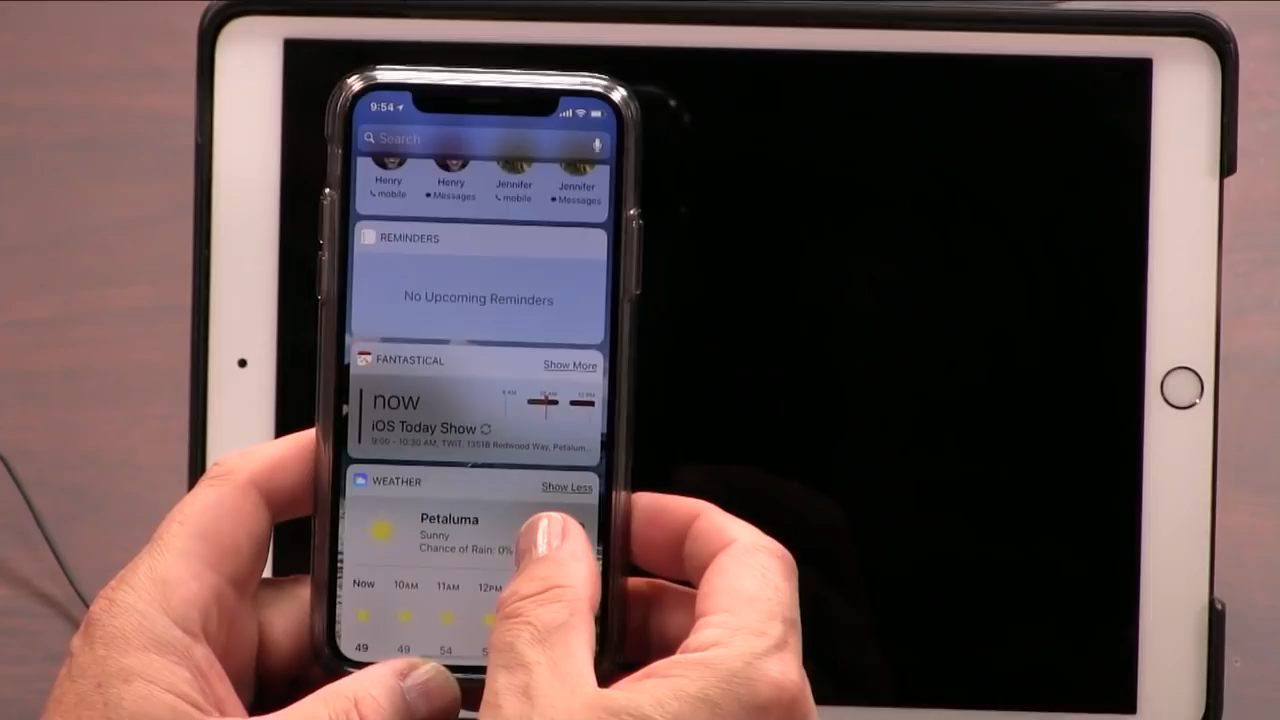 9:54
Search
Henry Henry Jennifer Jennifer
mobile Messages mobile Messages
REMINDERS
No Upcoming Reminders
FANTASTICAL Show More
now
iOS Today Show
9:00 - 10:30 AM, TWiT, 1351B Redwood Way, Petalum...
WEATHER Show Less
Petaluma
Sunny
Chance of Rain: 0%
Now 10AM 11AM 12PM
49 49 54